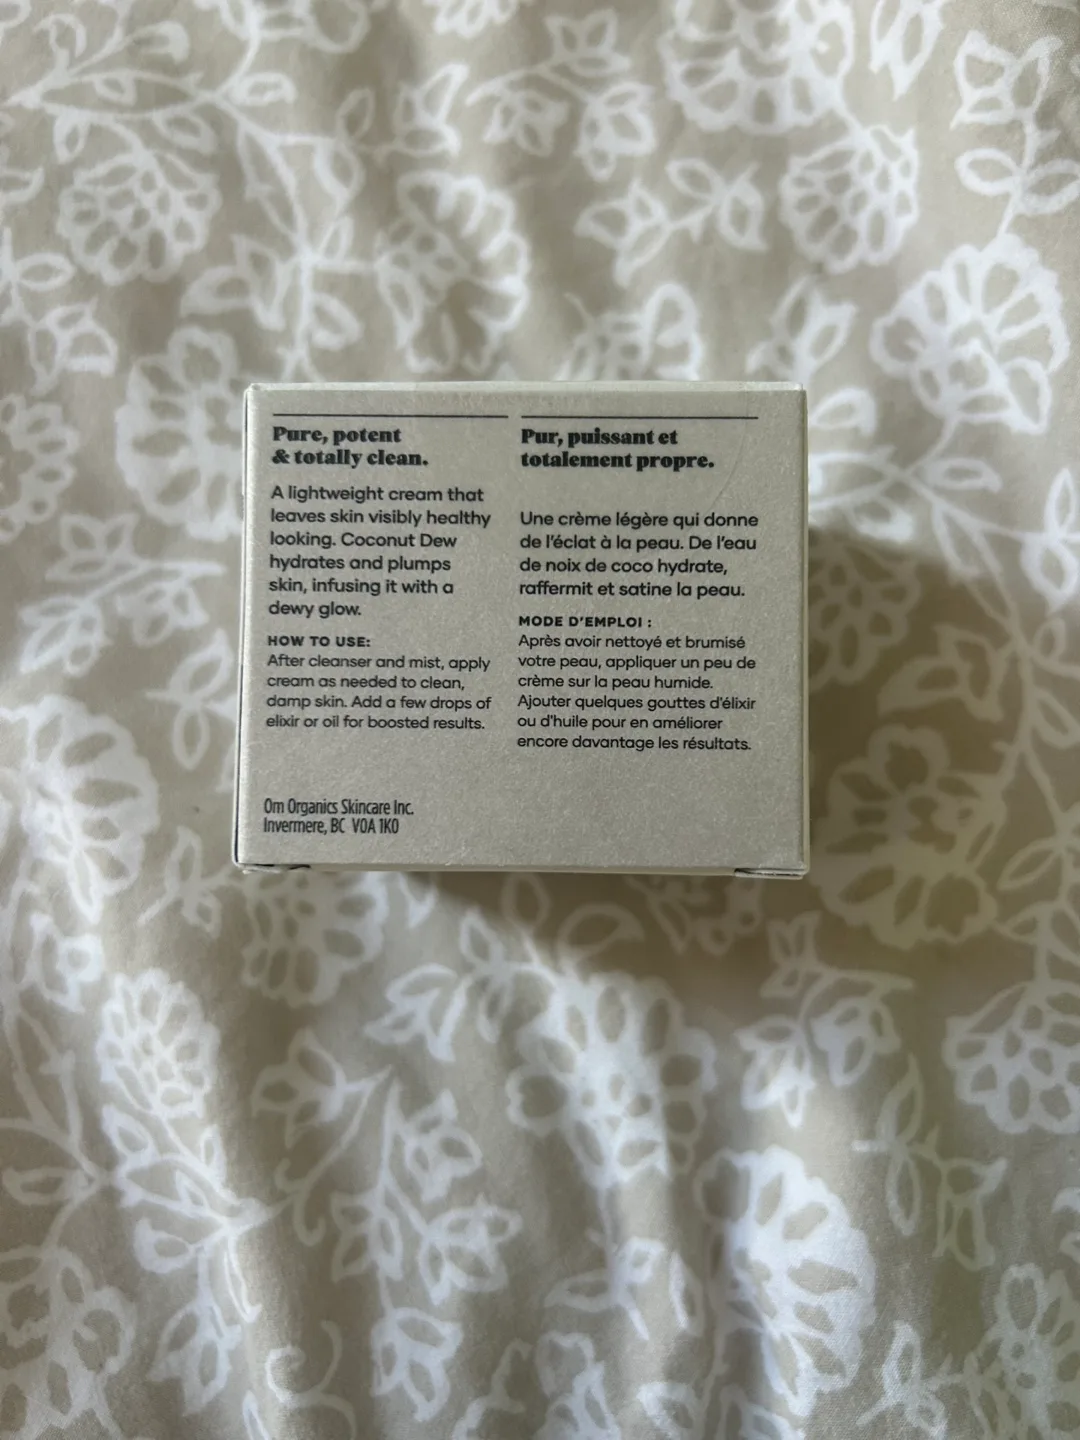 Pure, potent
& totally clean.
A lightweight cream that
leaves skin visibly healthy
looking. Coconut Dew
hydrates and plumps
skin, infusing it with a
dewy glow.
HOW TO USE:
After cleanser and mist, apply
cream as needed to clean,
damp skin. Add a few drops of
elixir or oil for boosted results.
Om Organics Skincare Inc.
Invermere, BC V0A 1K0
Pur, puissant et
totalement propre.
Une crème légère qui donne
de l'éclat à la peau. De l'eau
de noix de coco hydrate,
raffermit et satine la peau.
MODE D'EMPLOI :
Après avoir nettoyé et brumisé
votre peau, appliquer un peu de
crème sur la peau humide.
Ajouter quelques gouttes d'élixir
ou d'huile pour en améliorer
encore davantage les résultats.